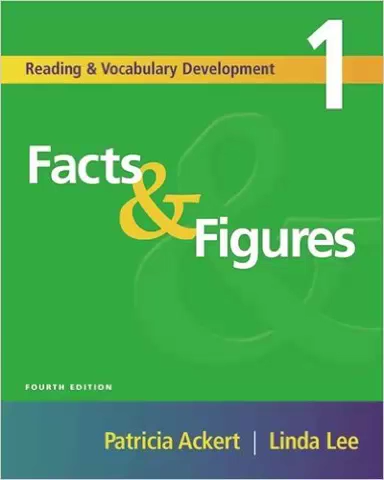 1
Reading & Vocabulary Development
Facts
&
Figures
FOURTH EDITION
Patricia Ackert | Linda Lee